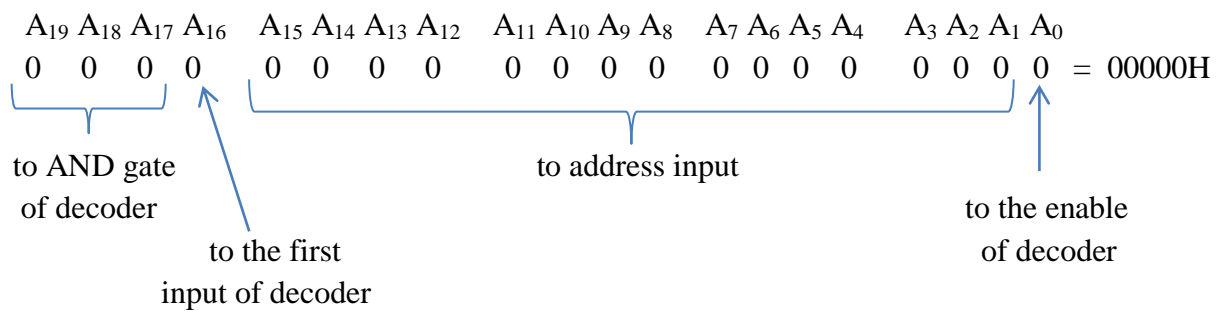 A₁₉ A₁₈ A₁₇ A₁₆ A₁₅ A₁₄ A₁₃ A₁₂ A₁₁ A₁₀ A₉ A₈ A₇ A₆ A₅ A₄ A₃ A₂ A₁ A₀
0 0 0 0 0 0 0 0 0 0 0 0 0 0 0 0 0 0 0 0 = 00000H
to AND gate
of decoder
to address input
to the enable
of decoder
to the first
input of decoder